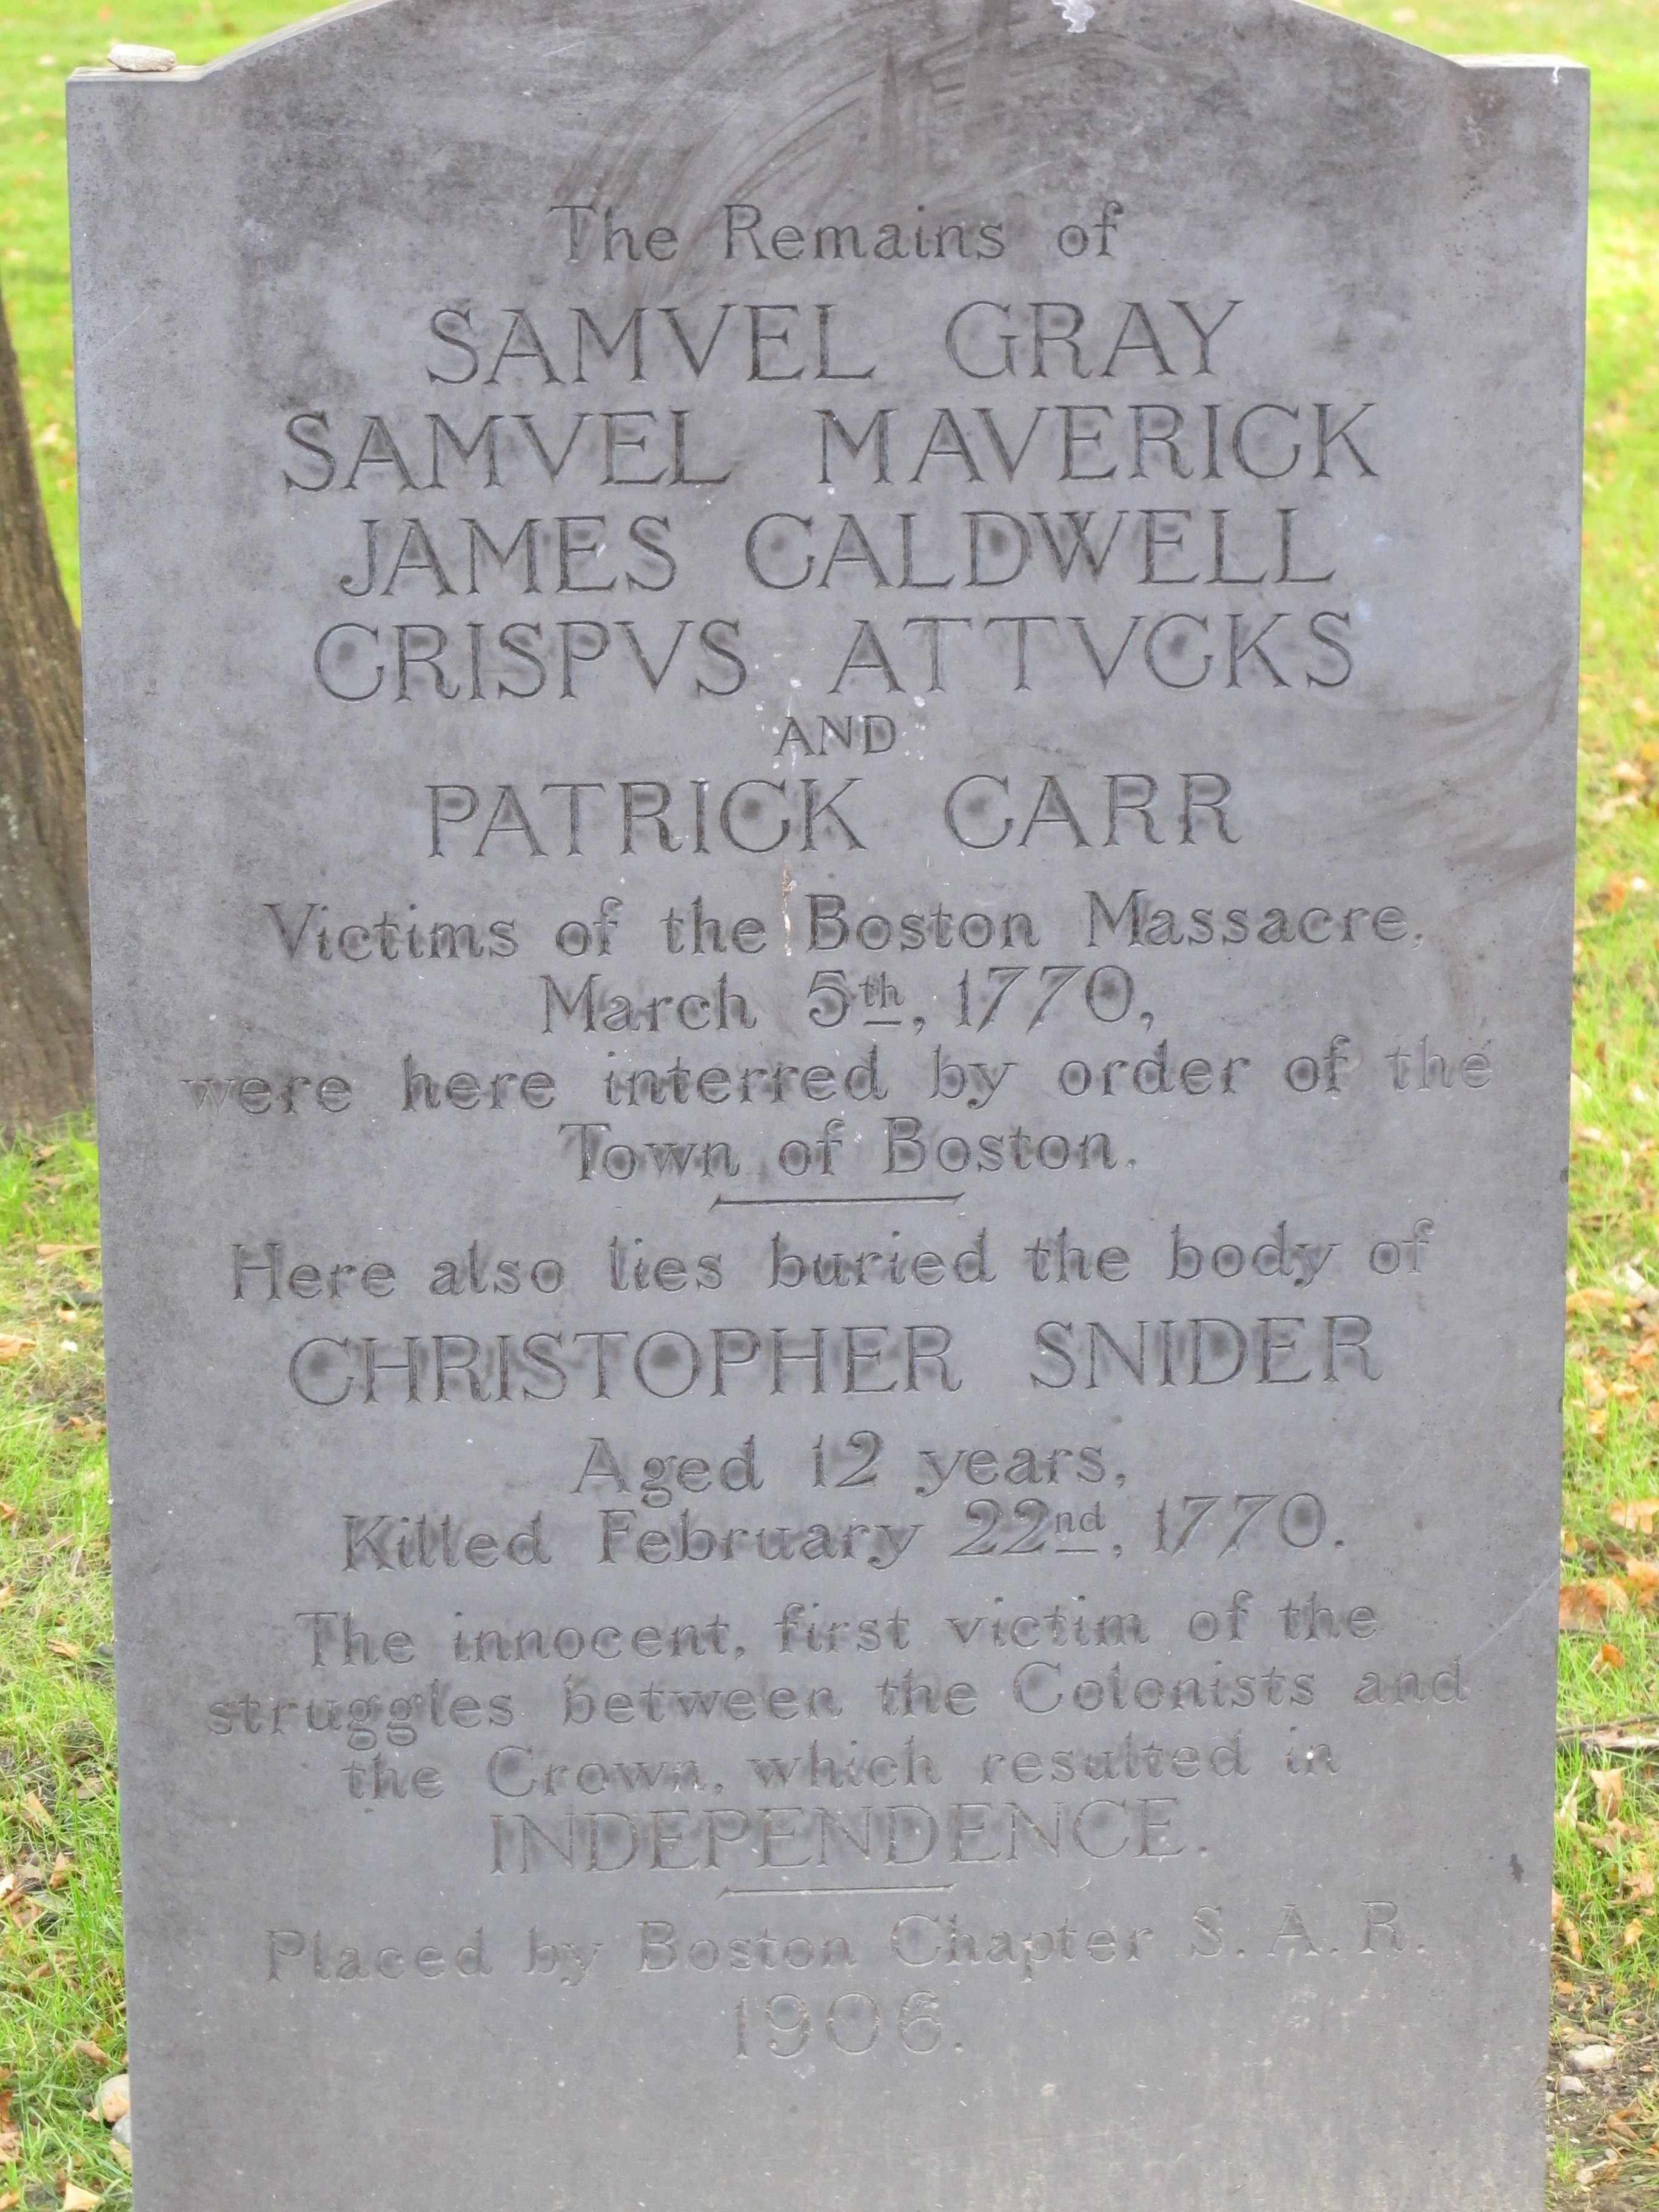 The Remains of
SAMVEL GRAY
SAMVEL MAVERICK
JAMES CALDWELL
CRISPVS ATTVCKS
AND
PATRICK CARR
Victims of the Boston Massacre,
March 5th, 1770,
were here interred by order of the
Town of Boston.
Here also lies buried the body of
CHRISTOPHER SNIDER
Aged 12 years,
Killed February 22nd, 1770.
The innocent, first victim of the
struggles between the Colonists and
the Crown, which resulted in
INDEPENDENCE.
Placed by Boston Chapter S. A. R.
1906.